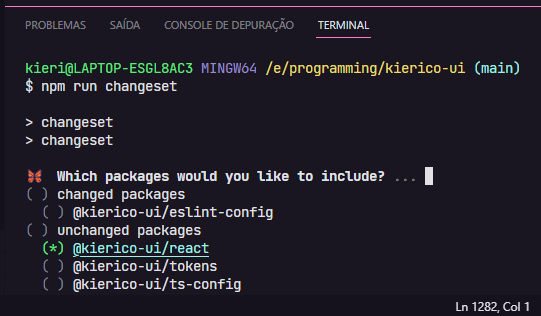 PROBLEMAS SAÍDA CONSOLE DE DEPURAÇÃO TERMINAL
kieri@LAPTOP-ESGL8AC3 MINGW64 /e/programming/kierico-ui (main)
$ npm run changeset
> changeset
> changeset
Which packages would you like to include? ...
( ) changed packages
( ) @kierico-ui/eslint-config
( ) unchanged packages
(*) @kierico-ui/react
( ) @kierico-ui/tokens
( ) @kierico-ui/ts-config
Ln 1282, Col 1